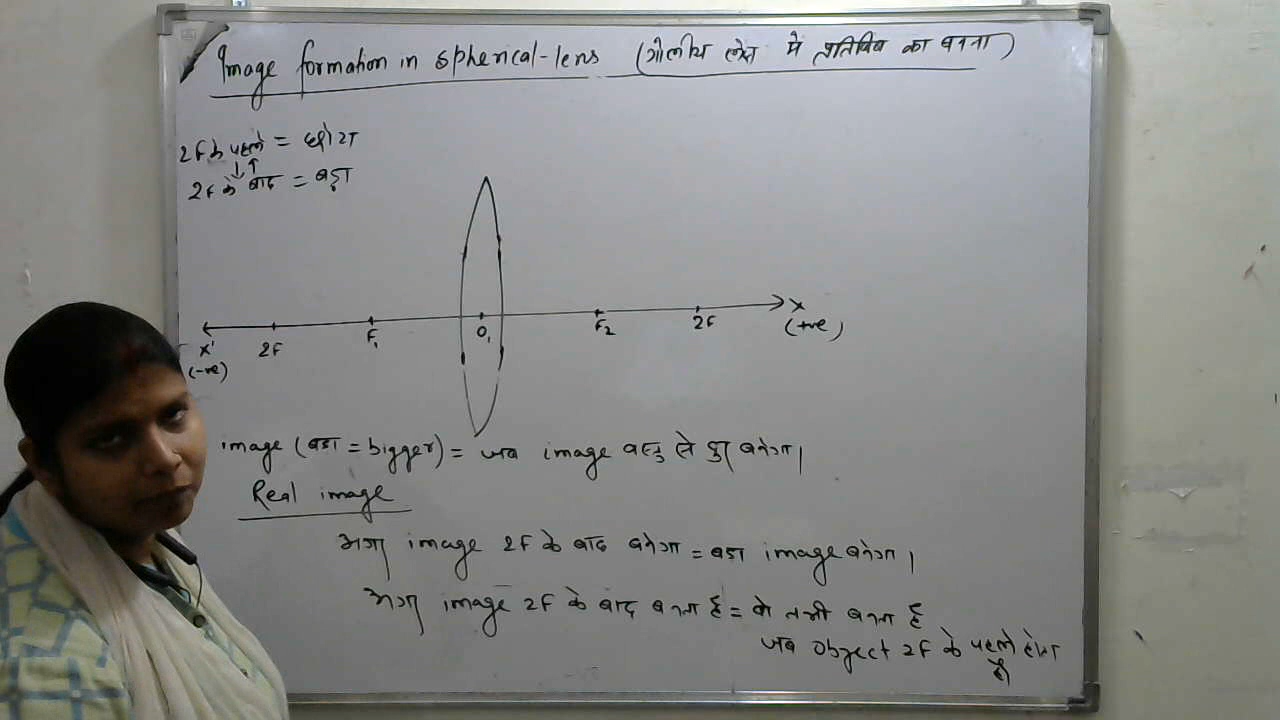 Image formation in spherical-lens (गोलीय लेंस में प्रतिबिंब का बनना)
2F के पहले = छोटा
2F के बाद = बड़ा
X' 2F F₁ O₁ F₂ 2F X
(-ve) (+ve)
image (बड़ा = bigger) = जब image वस्तु से दूर बनेगा।
Real image
अगर image 2F के बाद बनेगा = बड़ा image बनेगा।
अगर image 2F के बाद बनता है = वो तभी बनता है
जब object 2F के पहले होता
है